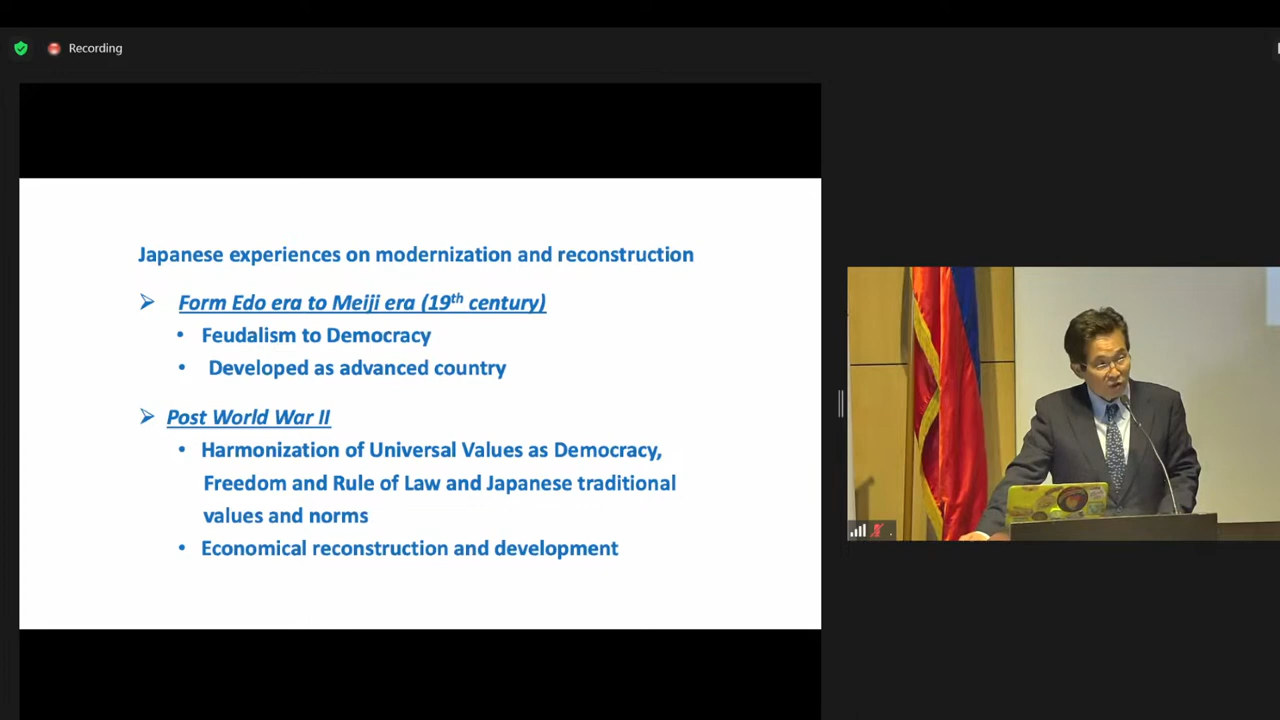 Recording
Japanese experiences on modernization and reconstruction
Form Edo era to Meiji era (19th century)
Feudalism to Democracy
Developed as advanced country
Post World War II
Harmonization of Universal Values as Democracy,
Freedom and Rule of Law and Japanese traditional
values and norms
Economical reconstruction and development